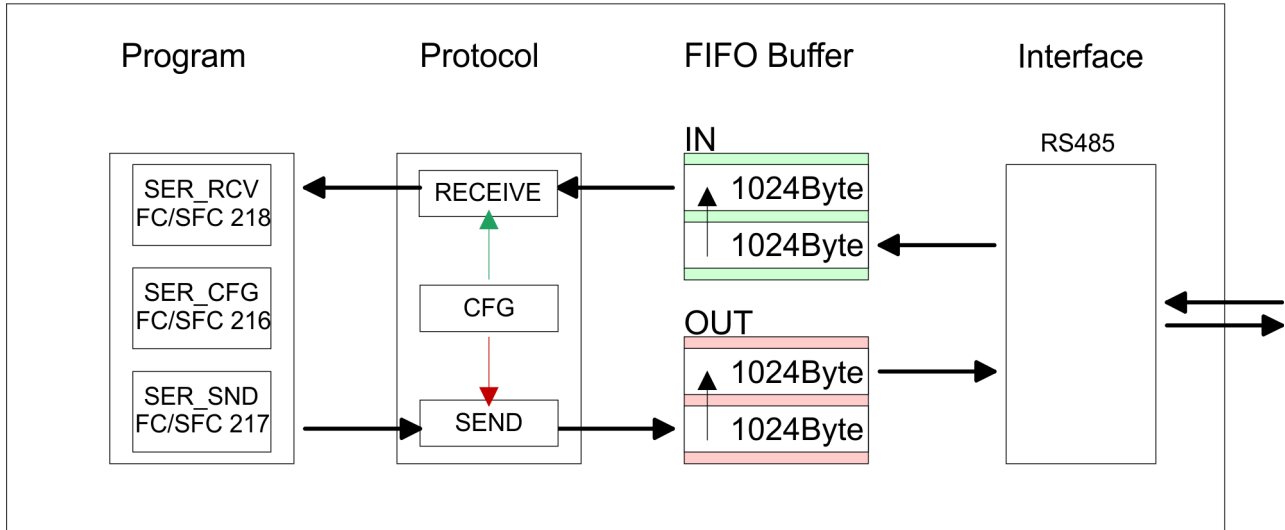 Program
Protocol
FIFO Buffer
Interface
SER_RCV
FC/SFC 218
SER_CFG
FC/SFC 216
SER_SND
FC/SFC 217
RECEIVE
CFG
SEND
IN
1024Byte
1024Byte
OUT
1024Byte
1024Byte
RS485